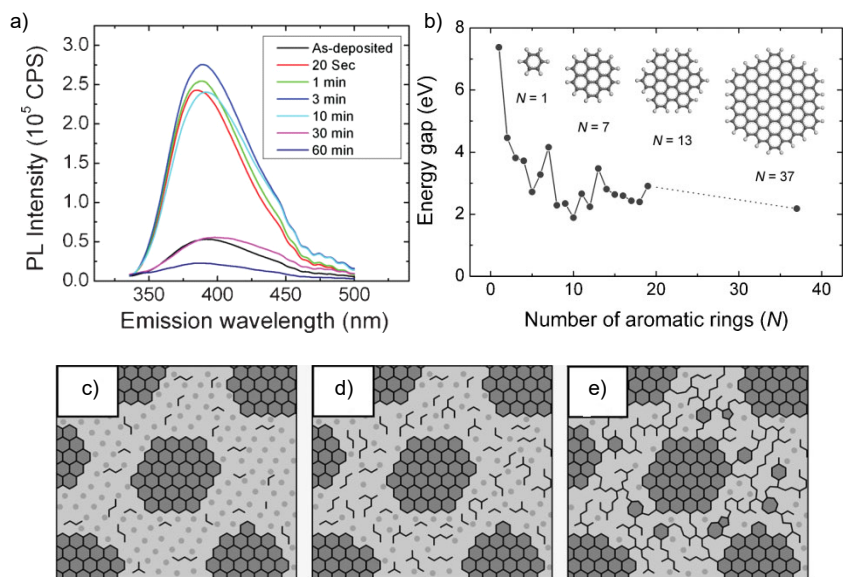 a)
PL Intensity (10⁵ CPS)
3.0
2.5
2.0
1.5
1.0
0.5
0.0
350
400
450
500
Emission wavelength (nm)
As-deposited
20 Sec
1 min
3 min
10 min
30 min
60 min
b)
Energy gap (eV)
8
6
4
2
0
0
10
20
30
40
Number of aromatic rings (N)
N = 1
N = 7
N = 13
N = 37
c)
d)
e)